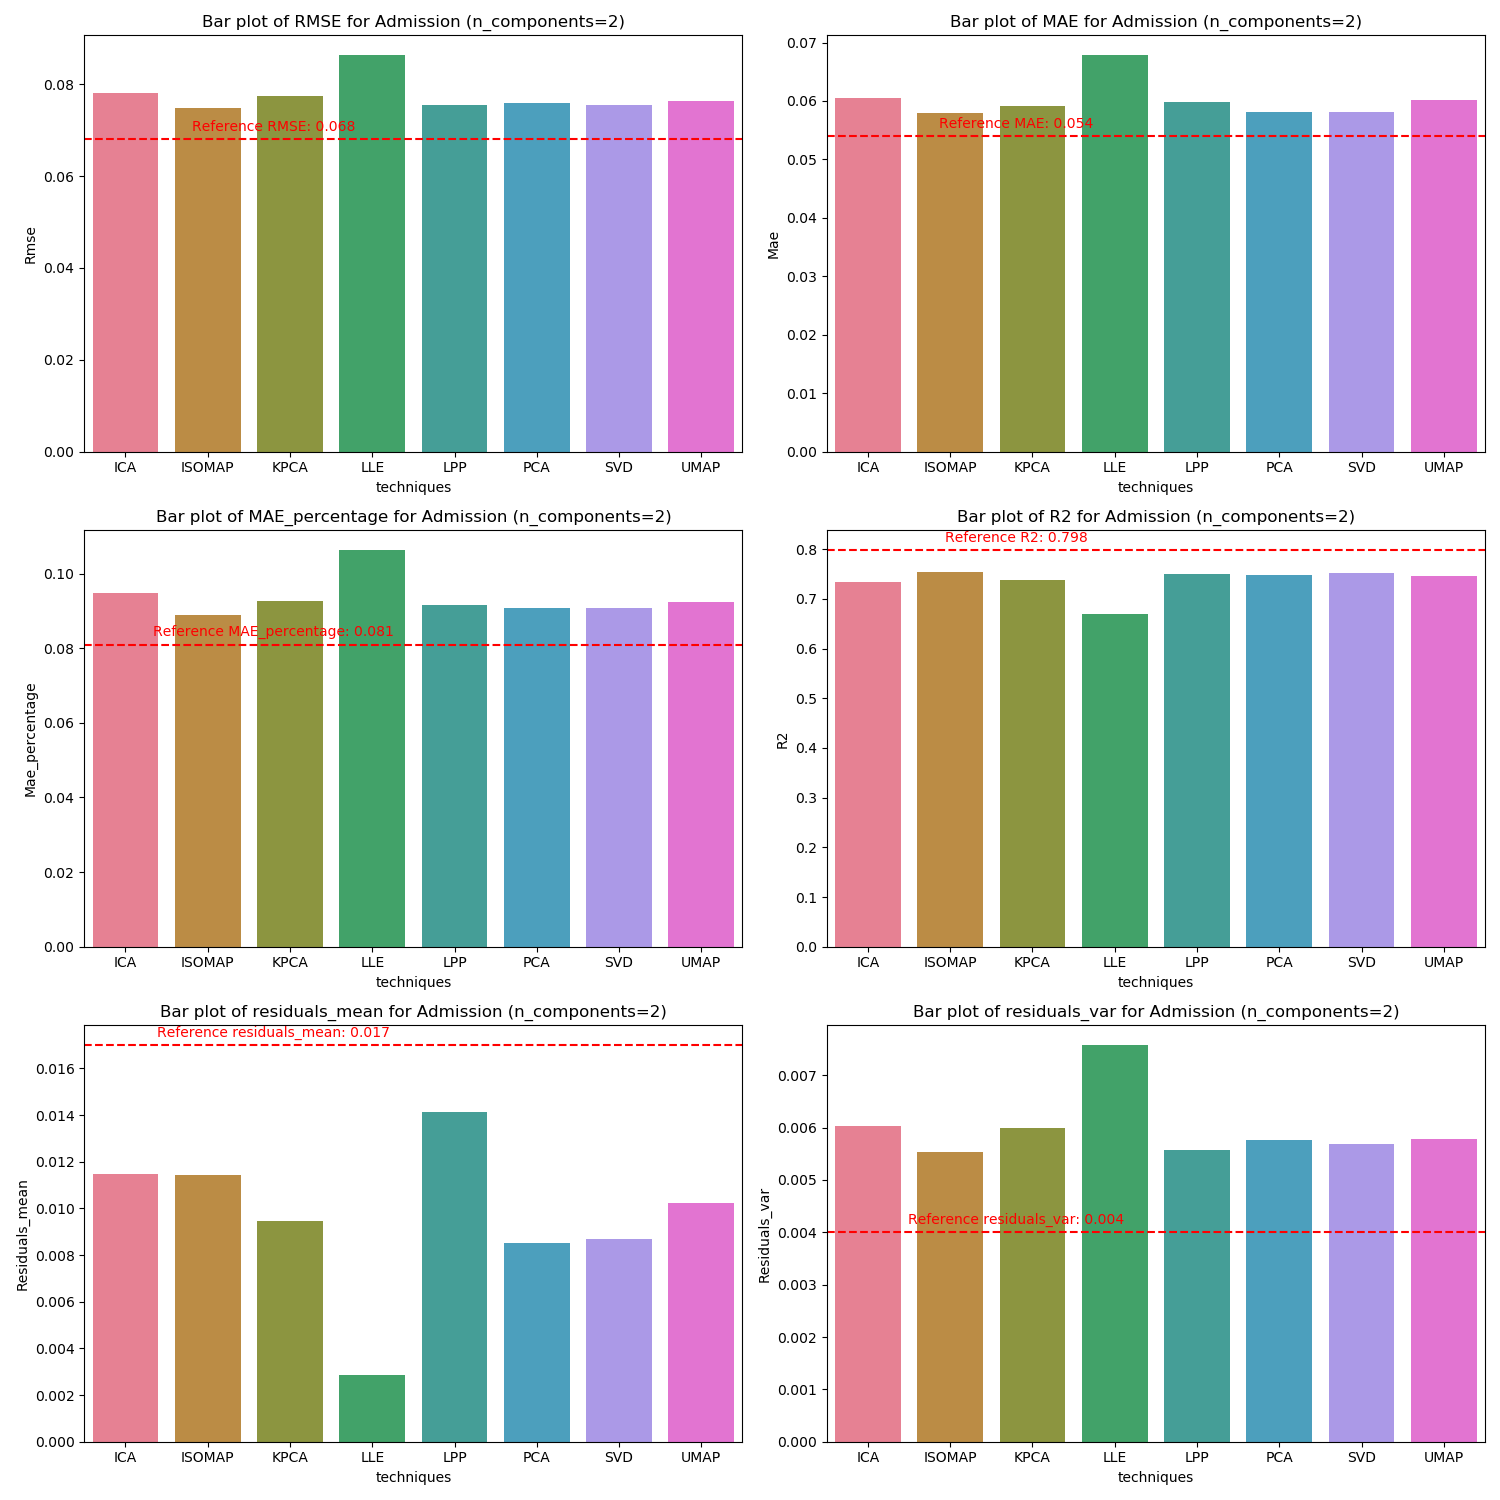 Bar plot of RMSE for Admission (n_components=2)
Rmse
0.08
0.06
0.04
0.02
0.00
Reference RMSE: 0.068
ICA ISOMAP KPCA LLE LPP PCA SVD UMAP
techniques
Bar plot of MAE for Admission (n_components=2)
Mae
0.07
0.06
0.05
0.04
0.03
0.02
0.01
0.00
Reference MAE: 0.054
ICA ISOMAP KPCA LLE LPP PCA SVD UMAP
techniques
Bar plot of MAE_percentage for Admission (n_components=2)
Mae_percentage
0.10
0.08
0.06
0.04
0.02
0.00
Reference MAE_percentage: 0.081
ICA ISOMAP KPCA LLE LPP PCA SVD UMAP
techniques
Bar plot of R2 for Admission (n_components=2)
R2
0.8
0.7
0.6
0.5
0.4
0.3
0.2
0.1
0.0
Reference R2: 0.798
ICA ISOMAP KPCA LLE LPP PCA SVD UMAP
techniques
Bar plot of residuals_mean for Admission (n_components=2)
Residuals_mean
0.016
0.014
0.012
0.010
0.008
0.006
0.004
0.002
0.000
Reference residuals_mean: 0.017
ICA ISOMAP KPCA LLE LPP PCA SVD UMAP
techniques
Bar plot of residuals_var for Admission (n_components=2)
Residuals_var
0.007
0.006
0.005
0.004
0.003
0.002
0.001
0.000
Reference residuals_var: 0.004
ICA ISOMAP KPCA LLE LPP PCA SVD UMAP
techniques